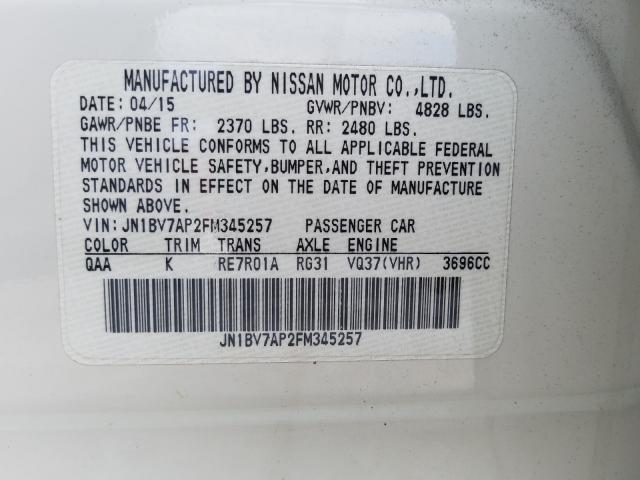 MANUFACTURED BY NISSAN MOTOR CO.,LTD.
DATE: 04/15 GVWR/PNBV: 4828 LBS.
GAWR/PNBE FR: 2370 LBS. RR: 2480 LBS.
THIS VEHICLE CONFORMS TO ALL APPLICABLE FEDERAL
MOTOR VEHICLE SAFETY,BUMPER,AND THEFT PREVENTION
STANDARDS IN EFFECT ON THE DATE OF MANUFACTURE
SHOWN ABOVE.
VIN:JN1BV7AP2FM345257 PASSENGER CAR
COLOR TRIM TRANS AXLE ENGINE
QAA K RE7R01A RG31 VQ37(VHR) 3696CC
JN1BV7AP2FM345257